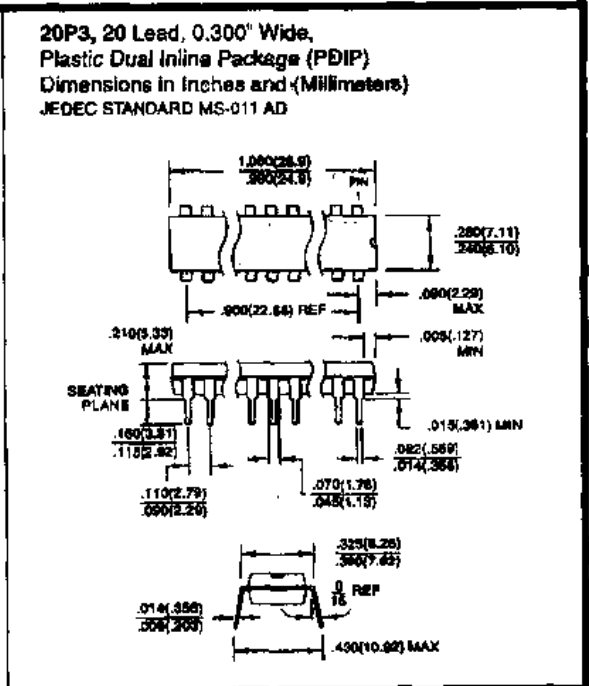 20P3, 20 Lead, 0.300" Wide,
Plastic Dual Inline Package (PDIP)
Dimensions in Inches and (Millimeters)
JEDEC STANDARD MS-011 AD
1.060(26.9)
.980(24.9)
PIN
.280(7.11)
.240(6.10)
.090(2.29)
MAX
.900(22.86) REF
.210(5.33)
MAX
.005(.127)
MIN
SEATING
PLANE
.015(.381) MIN
.150(3.81)
.115(2.92)
.022(.559)
.014(.356)
.070(1.78)
.045(1.13)
.110(2.79)
.090(2.29)
.325(8.26)
.300(7.62)
0
15 REF
.014(.356)
.008(.203)
.430(10.92) MAX